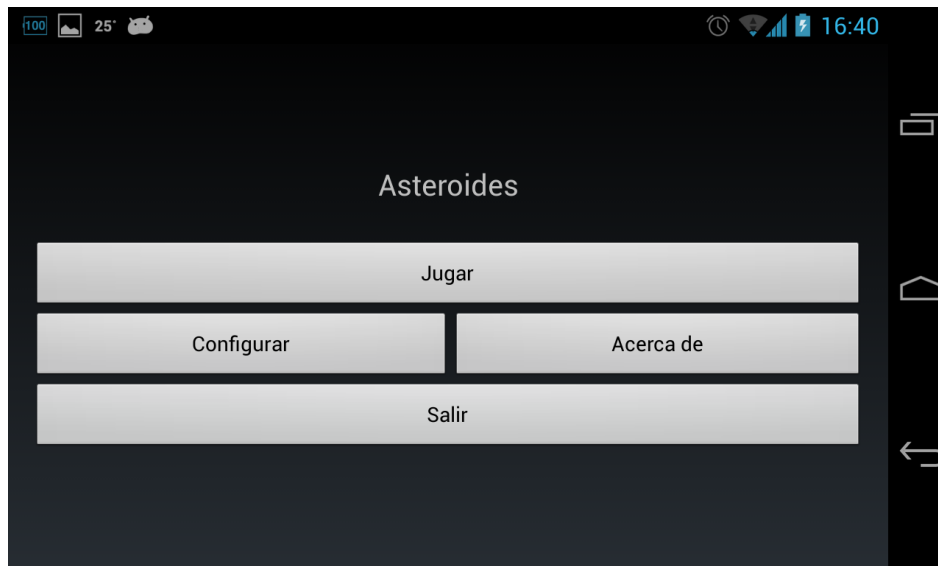 100 25° 16:40
Asteroides
Jugar
Configurar Acerca de
Salir